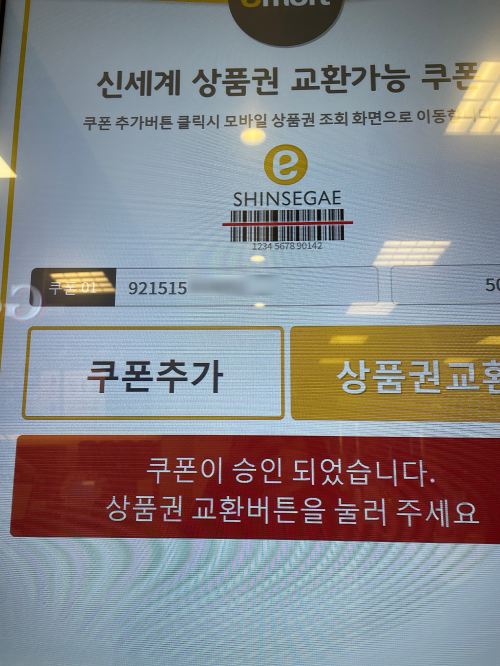 emart
신세계 상품권 교환가능 쿠폰
쿠폰 추가버튼 클릭시 모바일 상품권 조회 화면으로
SHINSEGAE
1234 5678 90142
쿠폰 01 921515 50
쿠폰추가 상품권교환
쿠폰이 승인 되었습니다.
상품권 교환버튼을 눌러 주세요